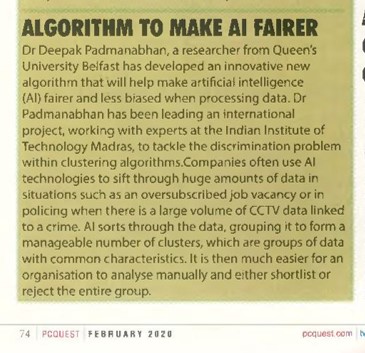 ALGORITHM TO MAKE AI FAIRER
Dr Deepak Padmanabhan, a researcher from Queen's
University Belfast has developed an innovative new
algorithm that will help make artificial intelligence
(AI) fairer and less biased when processing data. Dr
Padmanabhan has been leading an international
project, working with experts at the Indian Institute of
Technology Madras, to tackle the discrimination problem
within clustering algorithms.Companies often use AI
technologies to sift through huge amounts of data in
situations such as an oversubscribed job vacancy or in
policing when there is a large volume of CCTV data linked
to a crime. AI sorts through the data, grouping it to form a
manageable number of clusters, which are groups of data
with common characteristics. It is then much easier for an
organisation to analyse manually and either shortlist or
reject the entire group.
74 PCQUEST FEBRUARY 2020 pcquest.com